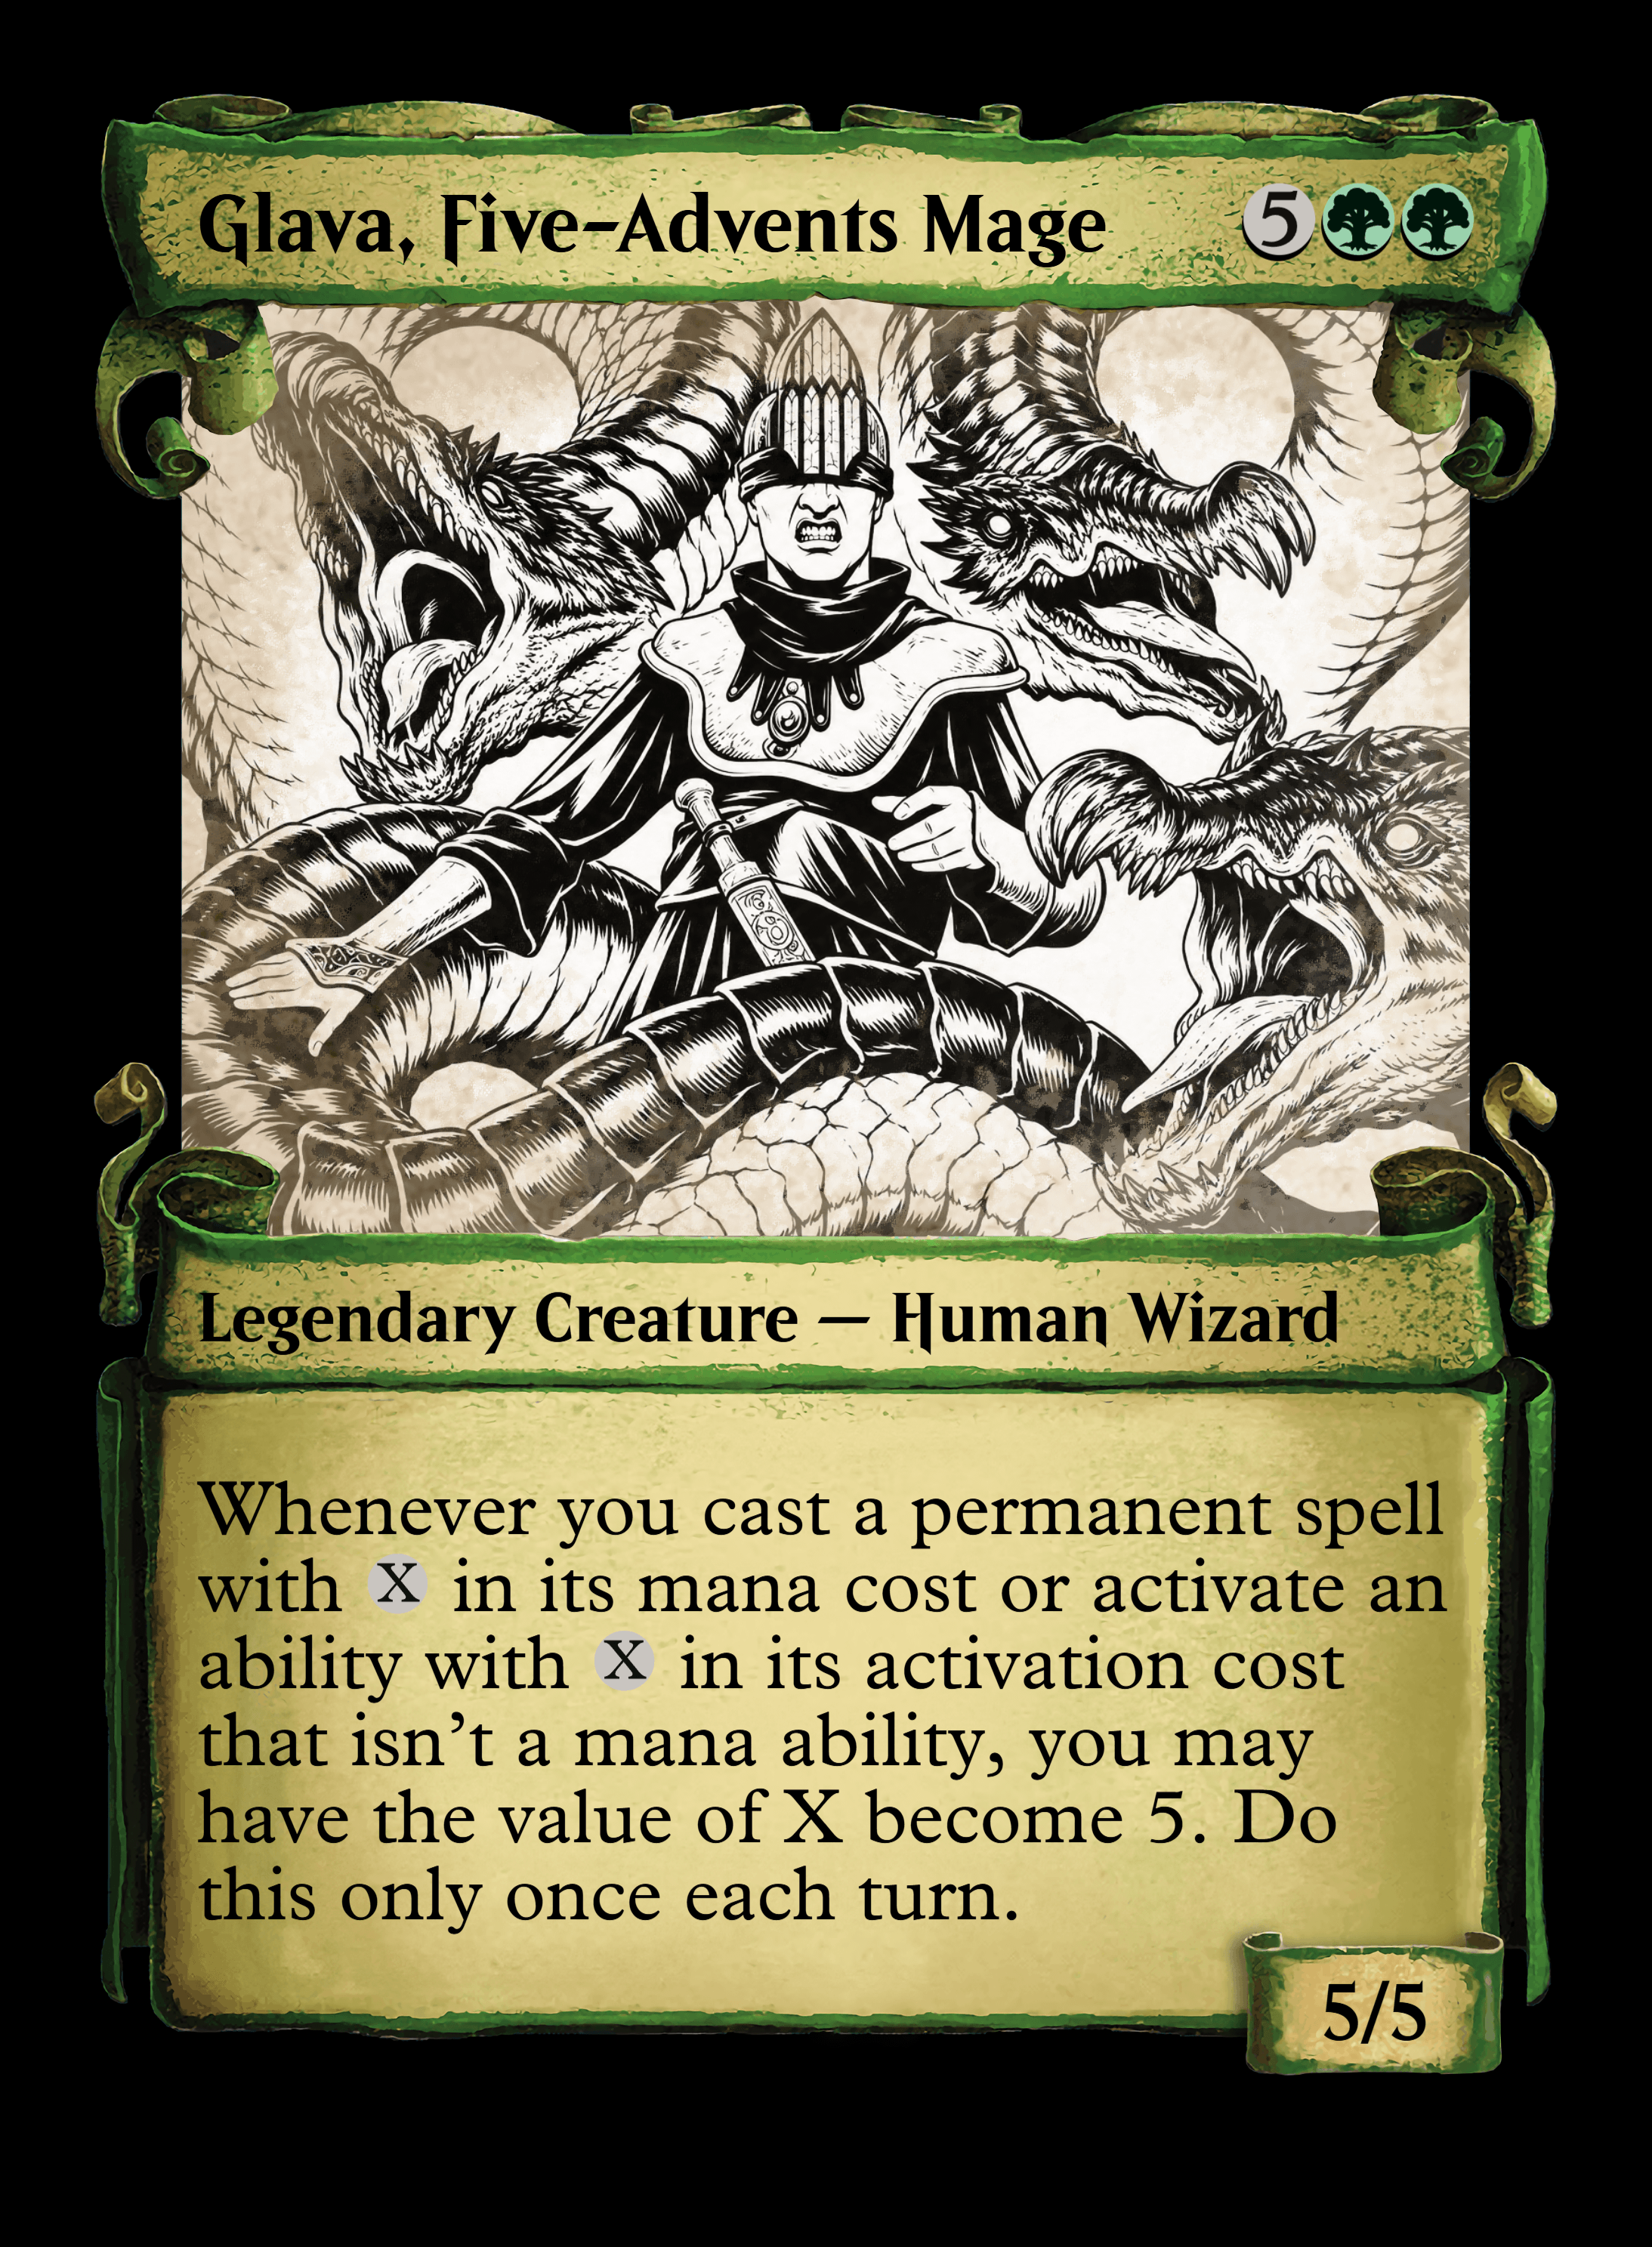 Glava, Five-Advents Mage 5
Legendary Creature — Human Wizard
Whenever you cast a permanent spell
with X in its mana cost or activate an
ability with X in its activation cost
that isn’t a mana ability, you may
have the value of X become 5. Do
this only once each turn.
5/5